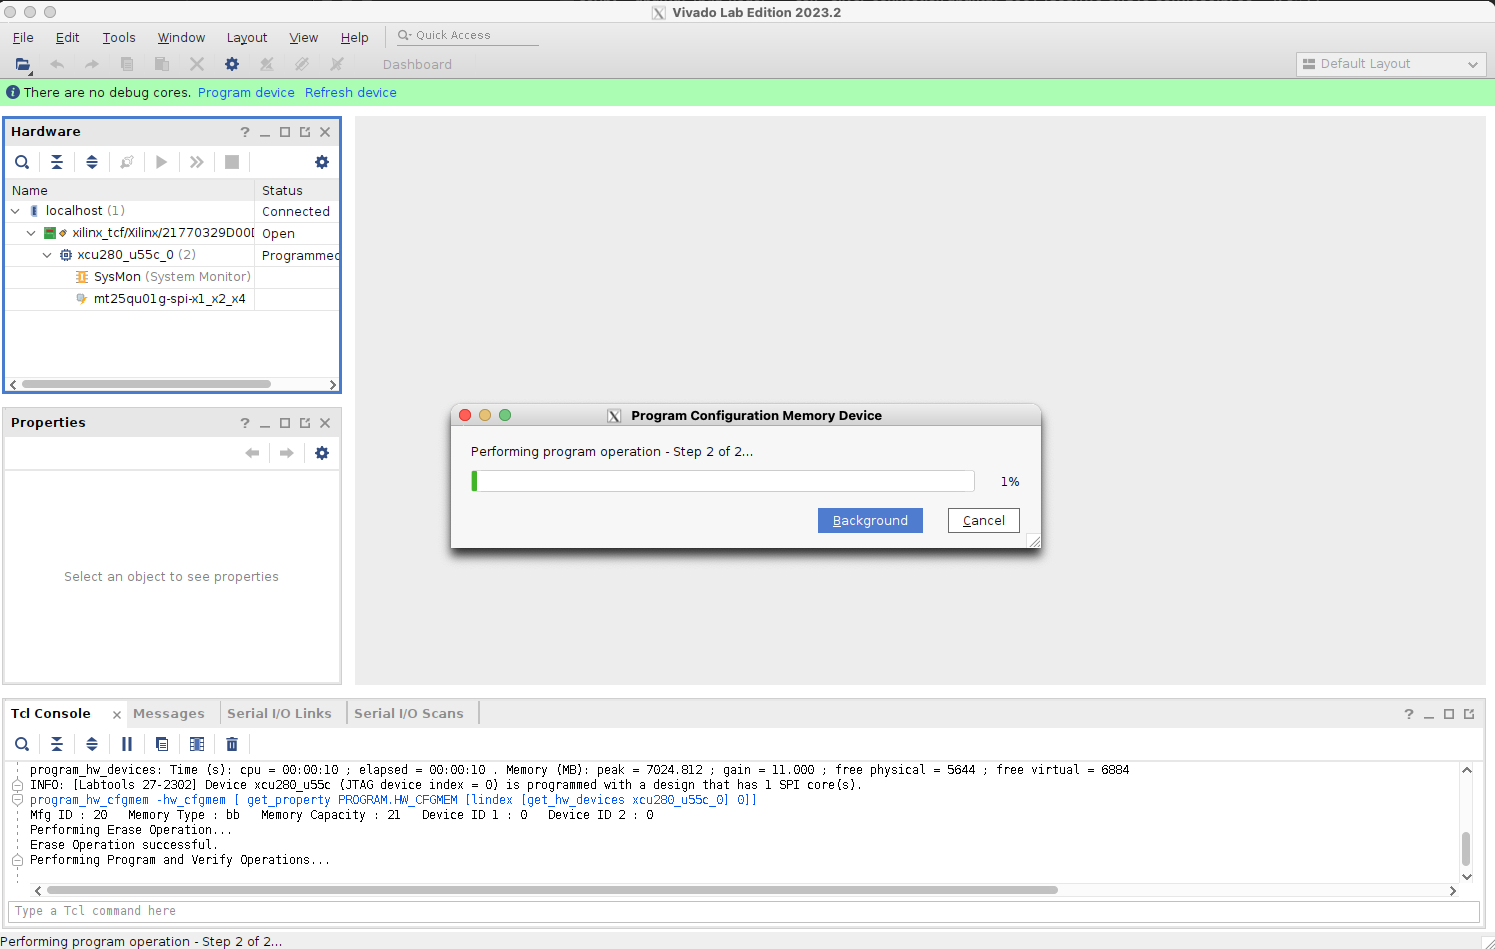 Vivado Lab Edition 2023.2
File Edit Tools Window Layout View Help Quick Access
Dashboard Default Layout
There are no debug cores. Program device Refresh device
Hardware
Name Status
localhost (1) Connected
xilinx_tcf/Xilinx/21770329D00 Open
xcu280_u55c_0 (2) Programmed
SysMon (System Monitor)
mt25qu01g-spi-x1_x2_x4
Properties
Select an object to see properties
Program Configuration Memory Device
Performing program operation - Step 2 of 2...
1%
Background Cancel
Tcl Console Messages Serial I/O Links Serial I/O Scans
program_hw_devices: Time (s): cpu = 00:00:10 ; elapsed = 00:00:10 . Memory (MB): peak = 7024.812 ; gain = 11.000 ; free physical = 5644 ; free virtual = 6884
INFO: [Labtools 27-2302] Device xcu280_u55c (JTAG device index = 0) is programmed with a design that has 1 SPI core(s).
program_hw_cfgmem -hw_cfgmem [ get_property PROGRAM.HW_CFGMEM [lindex [get_hw_devices xcu280_u55c_0] 0]]
Mfg ID : 20 Memory Type : bb Memory Capacity : 21 Device ID 1 : 0 Device ID 2 : 0
Performing Erase Operation...
Erase Operation successful.
Performing Program and Verify Operations...
Type a Tcl command here
Performing program operation - Step 2 of 2...